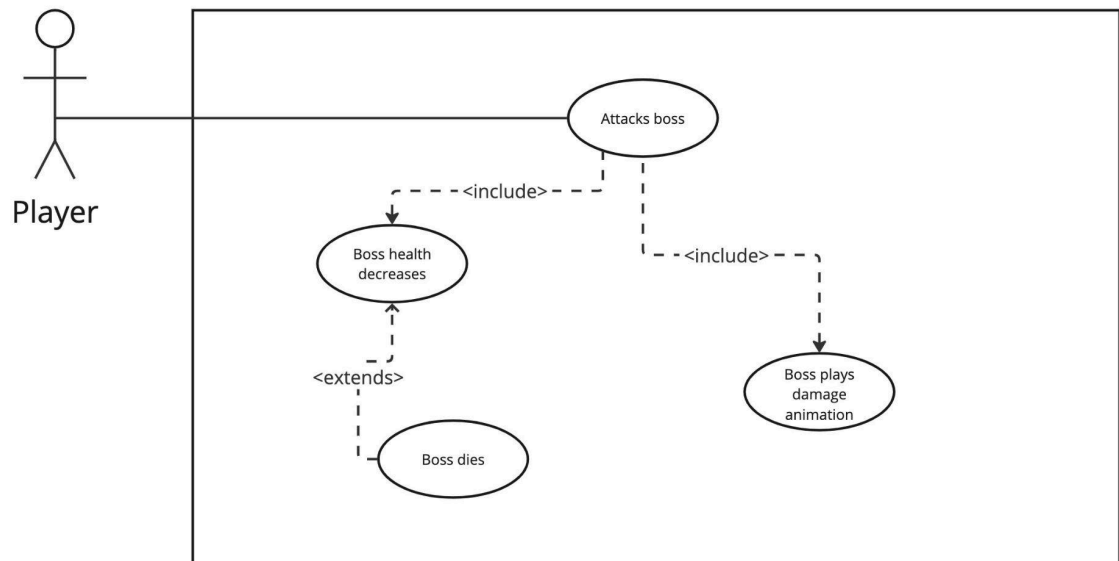 Attacks boss
<include>
Player
Boss health
decreases
<include>
<extends>
Boss plays
damage
animation
Boss dies